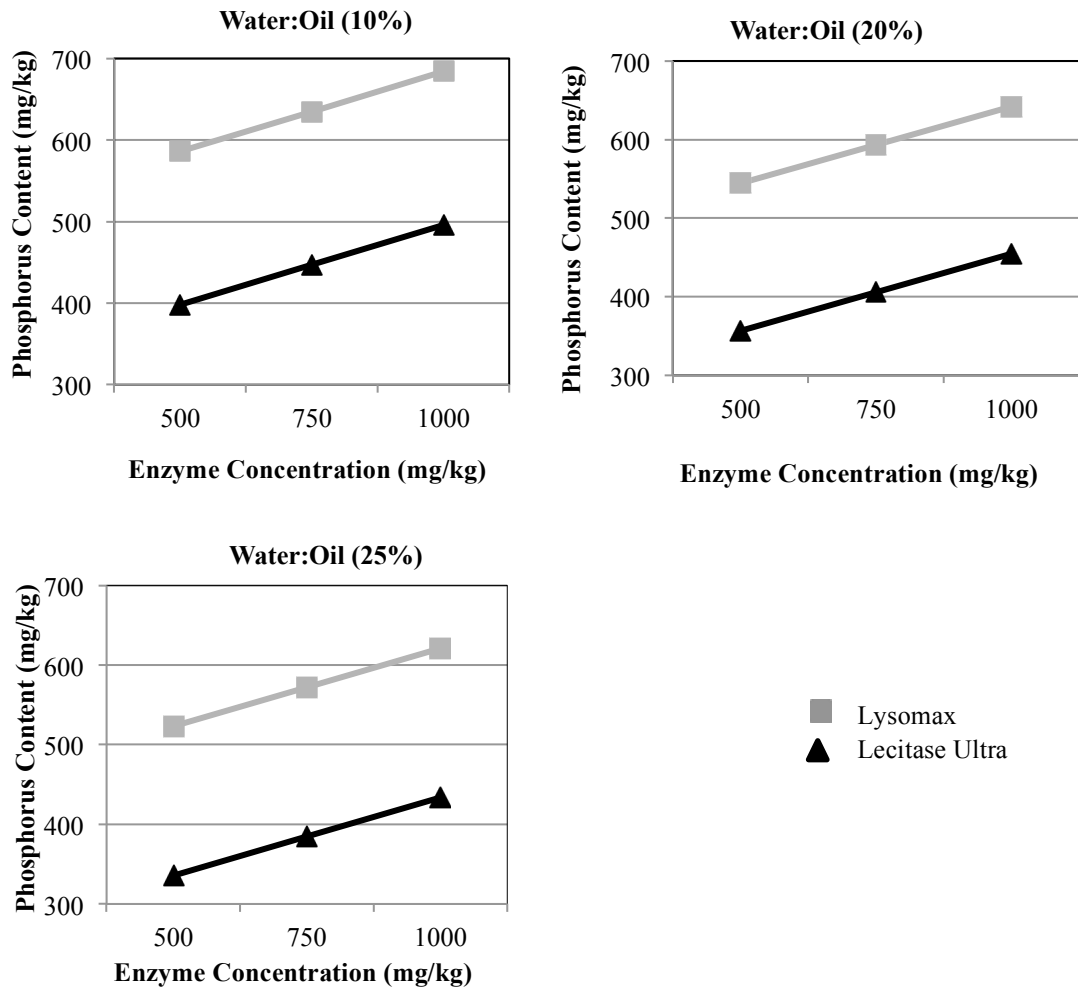 Water:Oil (10%)
Phosphorus Content (mg/kg)
700
600
500
400
300
500 750 1000
Enzyme Concentration (mg/kg)
Water:Oil (20%)
Phosphorus Content (mg/kg)
700
600
500
400
300
500 750 1000
Enzyme Concentration (mg/kg)
Water:Oil (25%)
Phosphorus Content (mg/kg)
700
600
500
400
300
500 750 1000
Enzyme Concentration (mg/kg)
Lysomax
Lecitase Ultra